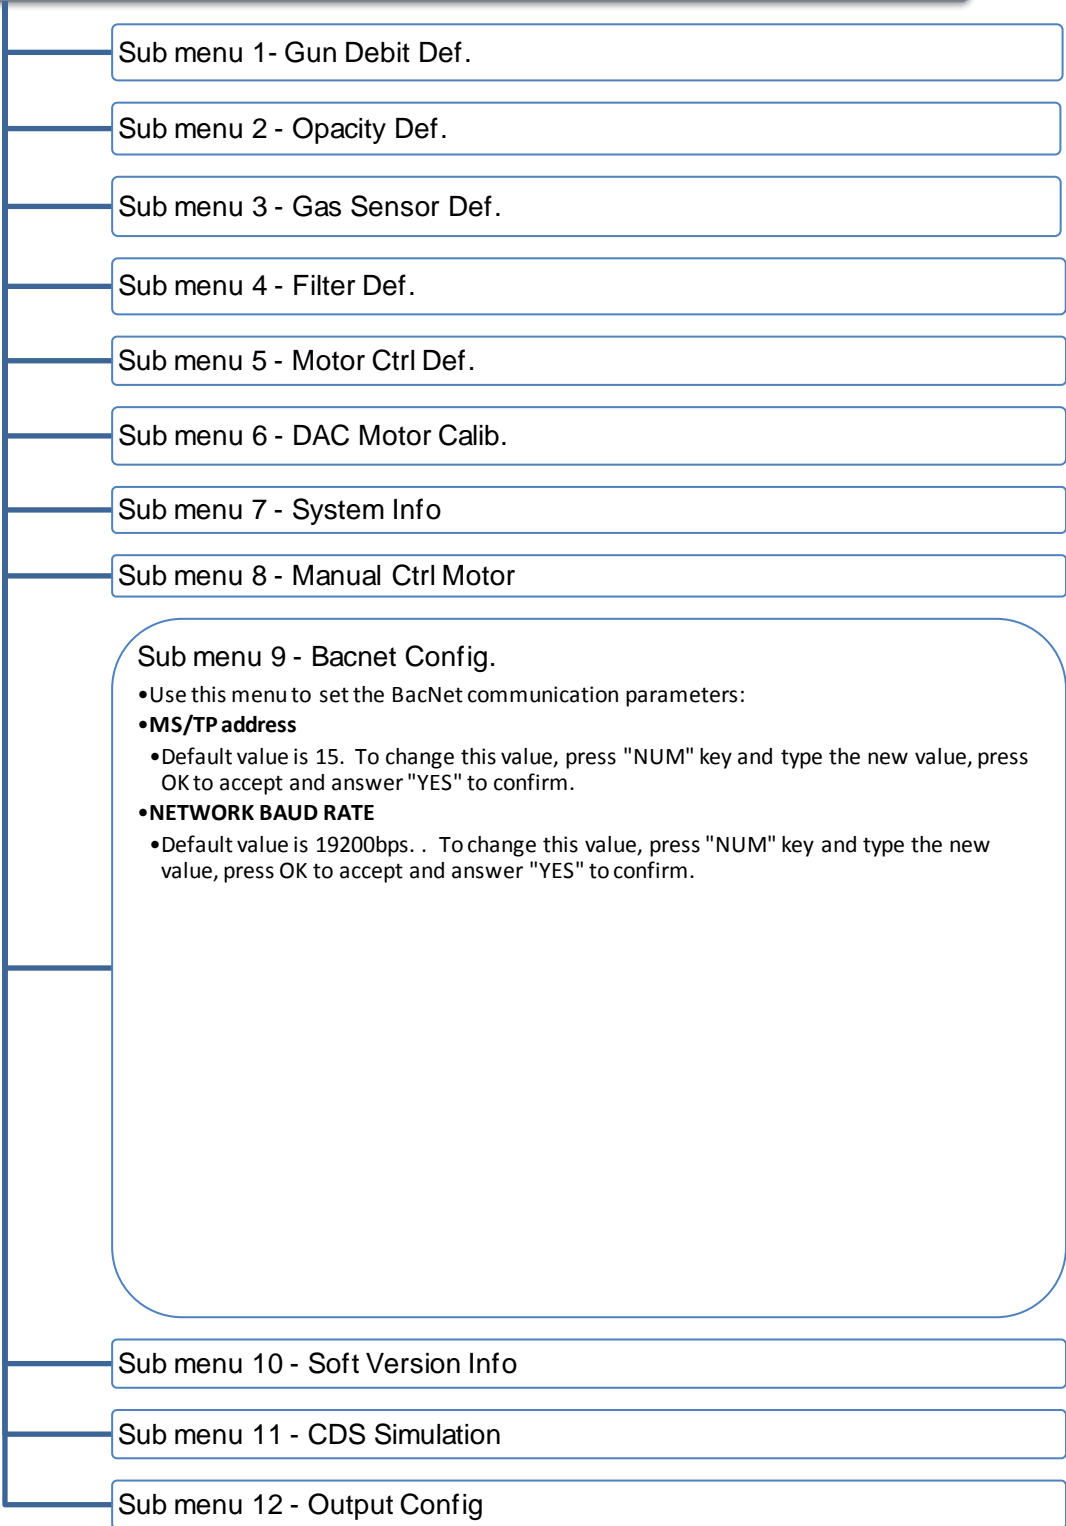 Sub menu 1- Gun Debit Def.
Sub menu 2 - Opacity Def.
Sub menu 3 - Gas Sensor Def.
Sub menu 4 - Filter Def.
Sub menu 5 - Motor Ctrl Def.
Sub menu 6 - DAC Motor Calib.
Sub menu 7 - System Info
Sub menu 8 - Manual Ctrl Motor
Sub menu 9 - Bacnet Config.
•Use this menu to set the BacNet communication parameters:
•MS/TP address
•Default value is 15. To change this value, press "NUM" key and type the new value, press
OK to accept and answer "YES" to confirm.
•NETWORK BAUD RATE
•Default value is 19200bps. . To change this value, press "NUM" key and type the new
value, press OK to accept and answer "YES" to confirm.
Sub menu 10 - Soft Version Info
Sub menu 11 - CDS Simulation
Sub menu 12 - Output Config